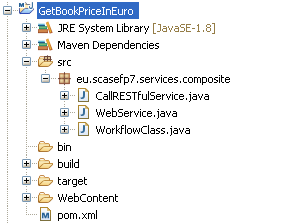 GetBookPriceInEuro
JRE System Library [JavaSE-1.8]
Maven Dependencies
src
eu.scasefp7.services.composite
CallRESTfulService.java
WebService.java
WorkflowClass.java
bin
build
target
WebContent
pom.xml